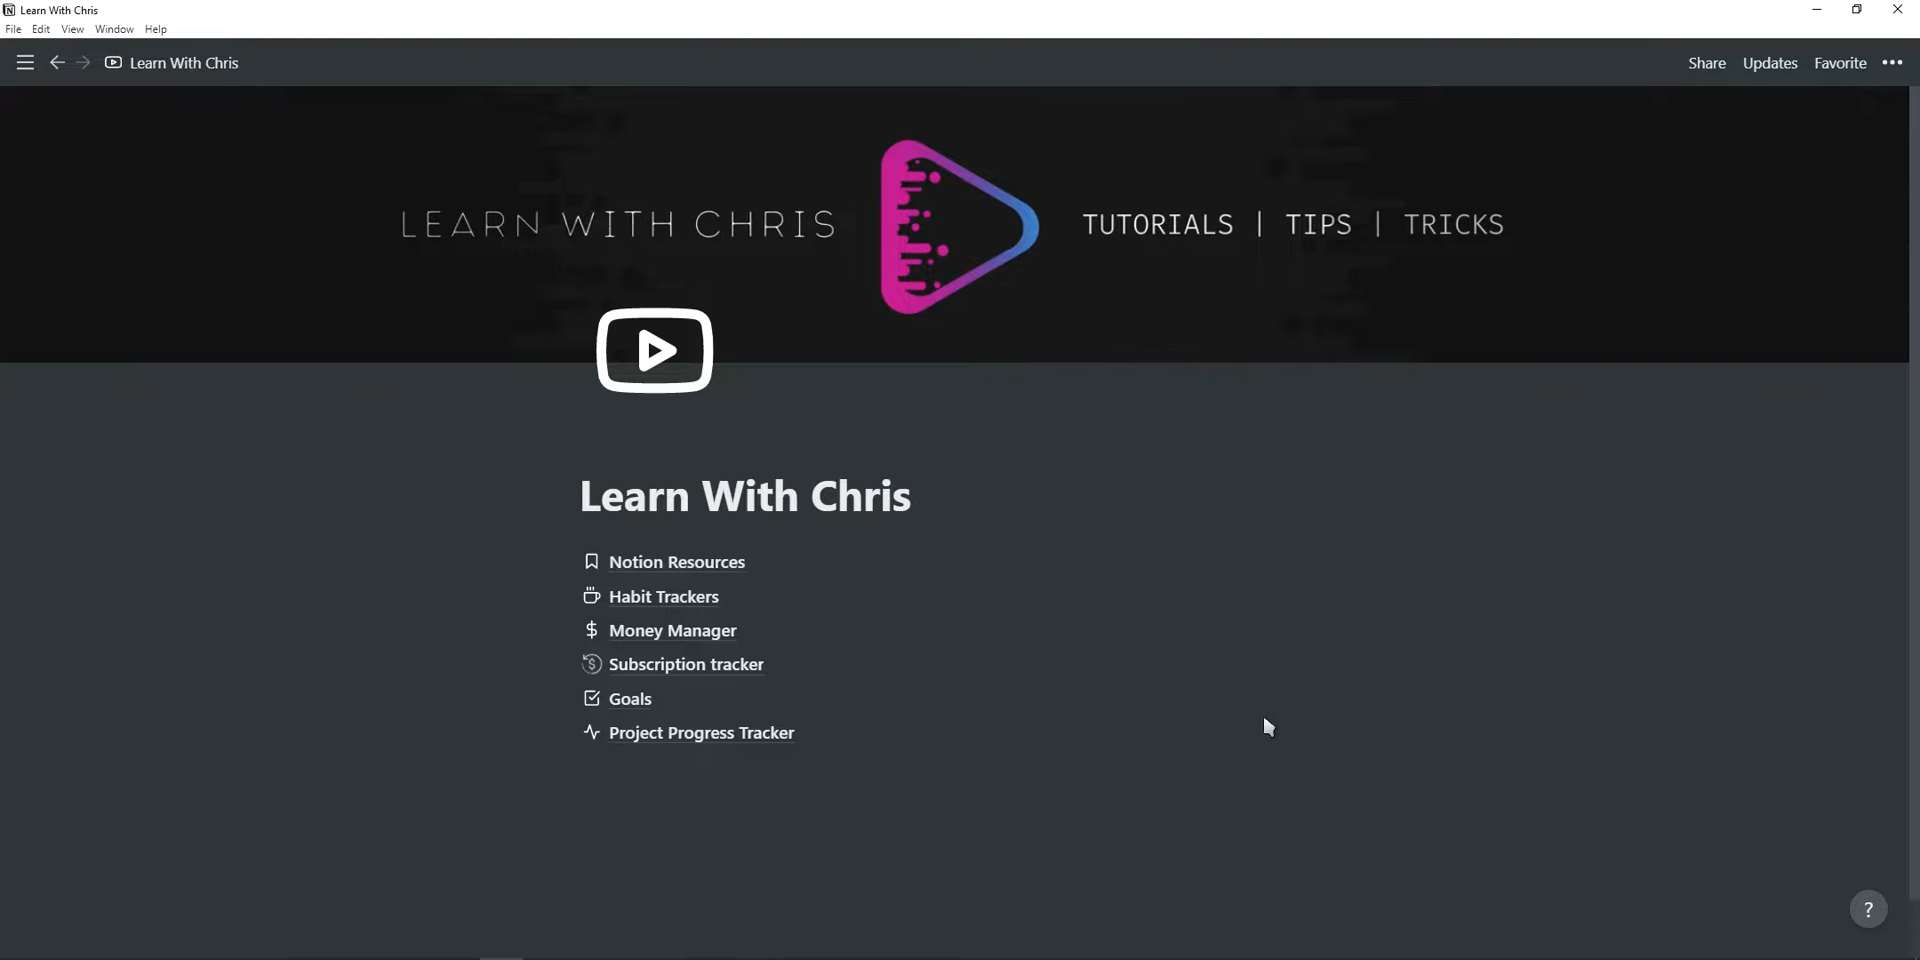 Learn With Chris
File Edit View Window Help
Learn With Chris
Share Updates Favorite
LEARN WITH CHRIS TUTORIALS | TIPS | TRICKS
Learn With Chris
Notion Resources
Habit Trackers
$ Money Manager
$ Subscription tracker
Goals
Project Progress Tracker
?